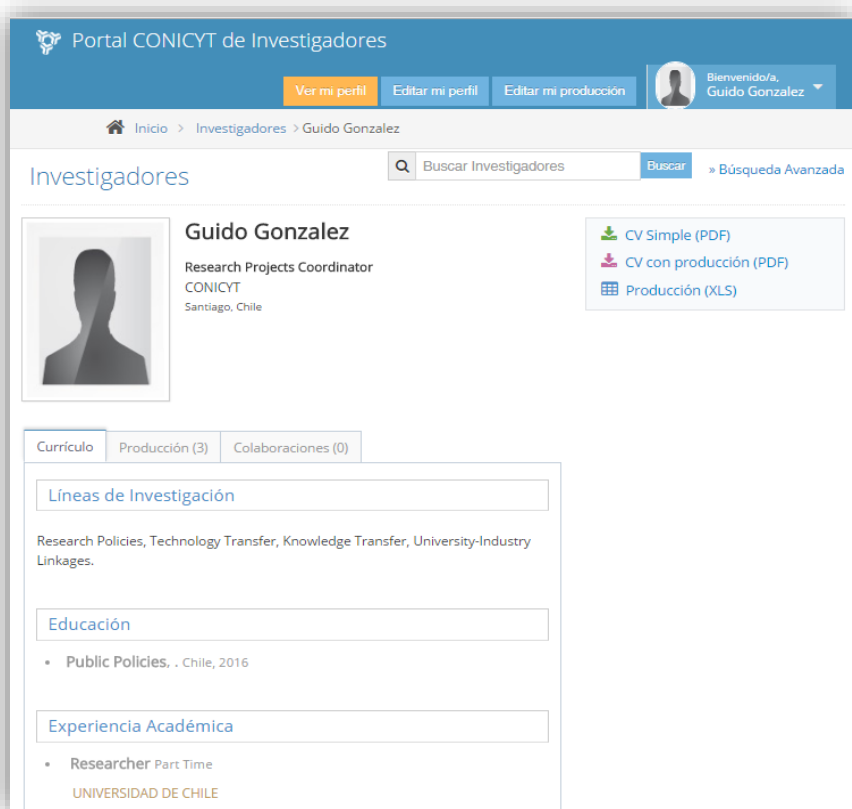 Portal CONICYT de Investigadores
Ver mi perfil
Editar mi perfil
Editar mi producción
Bienvenido/a,
Guido Gonzalez
Inicio > Investigadores > Guido Gonzalez
Investigadores
Buscar Investigadores
Buscar
» Búsqueda Avanzada
Guido Gonzalez
Research Projects Coordinator
CONICYT
Santiago, Chile
CV Simple (PDF)
CV con producción (PDF)
Producción (XLS)
Currículo
Producción (3)
Colaboraciones (0)
Líneas de Investigación
Research Policies, Technology Transfer, Knowledge Transfer, University-Industry
Linkages.
Educación
• Public Policies, . Chile, 2016
Experiencia Académica
• Researcher Part Time
UNIVERSIDAD DE CHILE